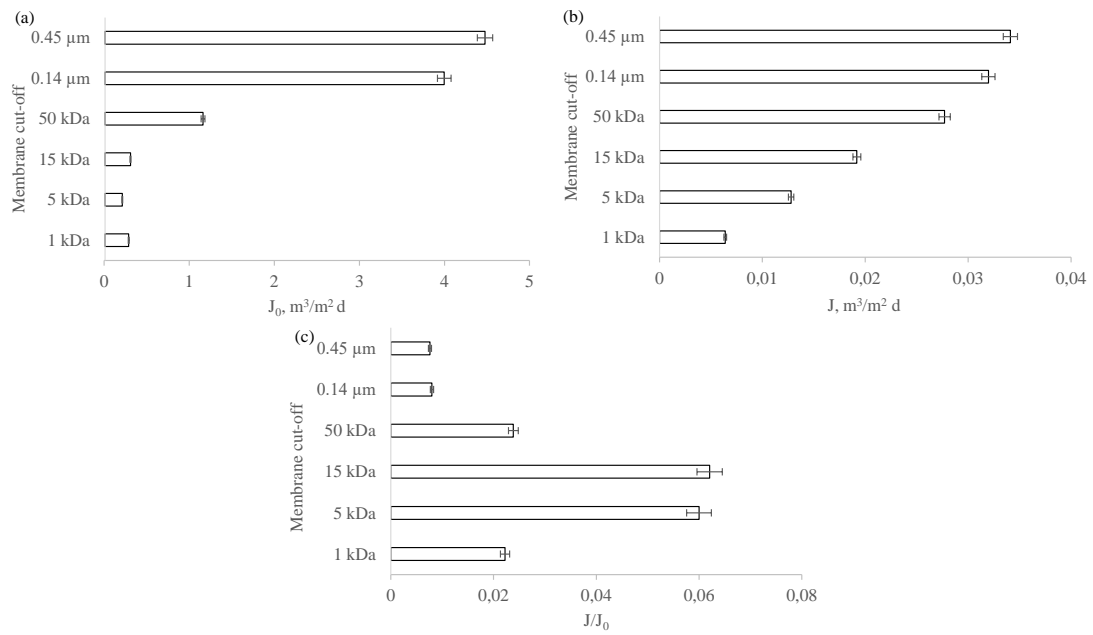 (a)
0.45 µm
0.14 µm
50 kDa
15 kDa
5 kDa
1 kDa
Membrane cut-off
0 1 2 3 4 5
J₀, m³/m² d
(b)
0.45 µm
0.14 µm
50 kDa
15 kDa
5 kDa
1 kDa
Membrane cut-off
0 0,01 0,02 0,03 0,04
J, m³/m² d
(c)
0.45 µm
0.14 µm
50 kDa
15 kDa
5 kDa
1 kDa
Membrane cut-off
0 0,02 0,04 0,06 0,08
J/J₀